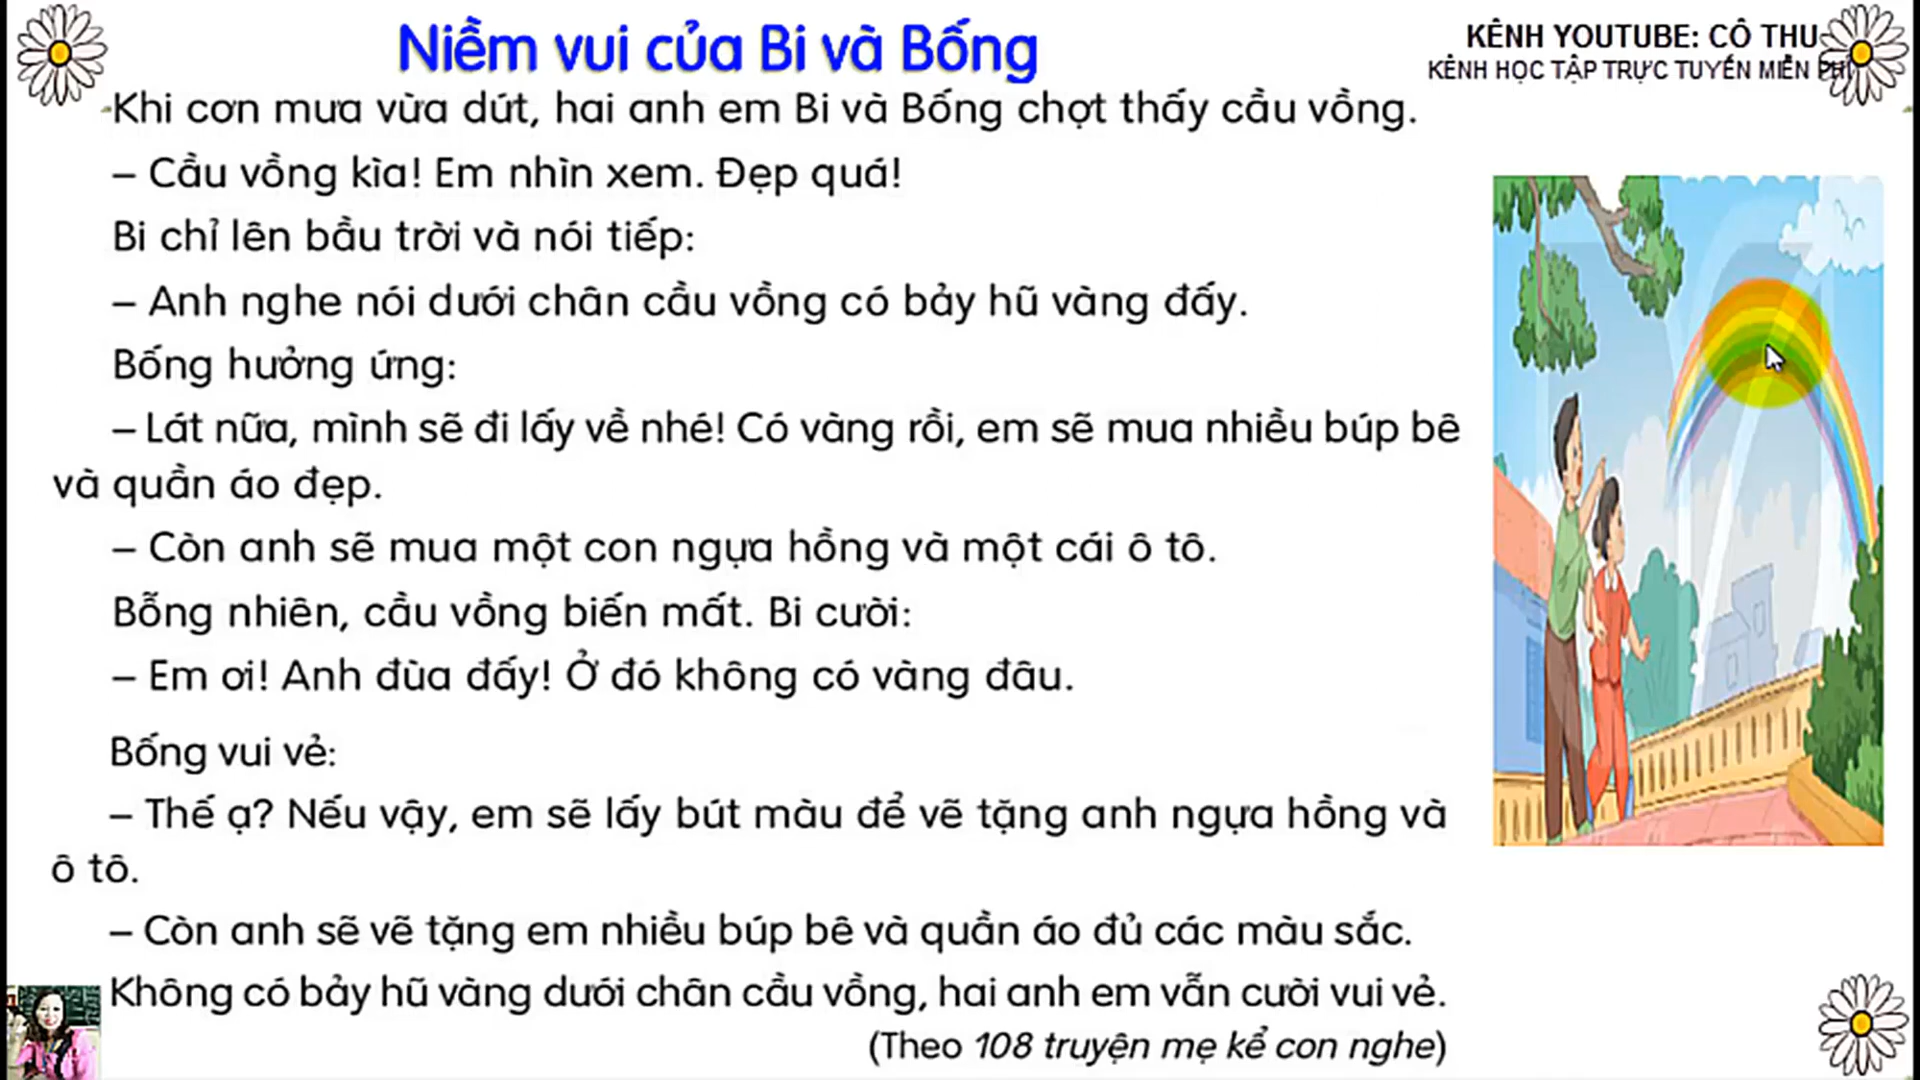 Niềm vui của Bi và Bống
KÊNH YOUTUBE: CÔ THU
KÊNH HỌC TẬP TRỰC TUYẾN MIỄN PHÍ
Khi cơn mưa vừa dứt, hai anh em Bi và Bống chợt thấy cầu vồng.
– Cầu vồng kìa! Em nhìn xem. Đẹp quá!
Bi chỉ lên bầu trời và nói tiếp:
– Anh nghe nói dưới chân cầu vồng có bảy hũ vàng đấy.
Bống hưởng ứng:
– Lát nữa, mình sẽ đi lấy về nhé! Có vàng rồi, em sẽ mua nhiều búp bê
và quần áo đẹp.
– Còn anh sẽ mua một con ngựa hồng và một cái ô tô.
Bỗng nhiên, cầu vồng biến mất. Bi cười:
– Em ơi! Anh đùa đấy! Ở đó không có vàng đâu.
Bống vui vẻ:
– Thế ạ? Nếu vậy, em sẽ lấy bút màu để vẽ tặng anh ngựa hồng và
ô tô.
– Còn anh sẽ vẽ tặng em nhiều búp bê và quần áo đủ các màu sắc.
Không có bảy hũ vàng dưới chân cầu vồng, hai anh em vẫn cười vui vẻ.
(Theo 108 truyện mẹ kể con nghe)